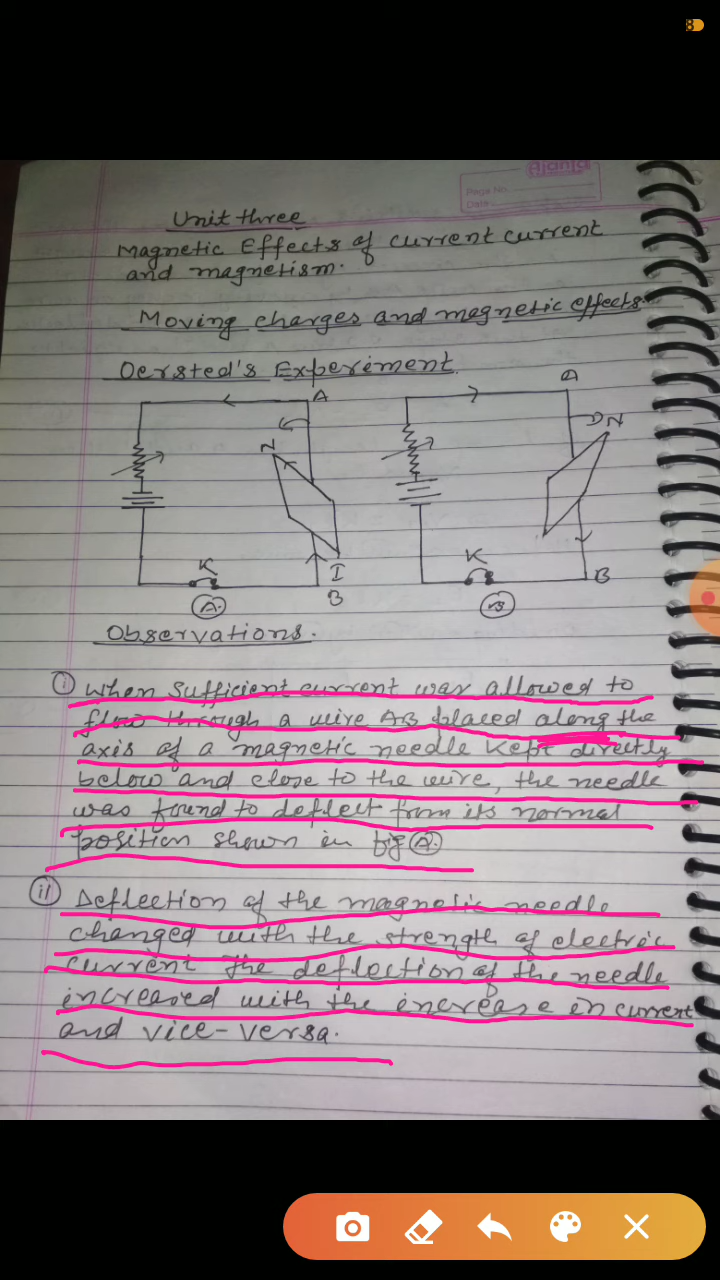 Ajanta
Page No.
Date
Unit three
Magnetic Effects of current current
and magnetism.
Moving charges and magnetic effects.
Oersted's Experiment
A
N
K
I
B
A.
A
N
K
B
B
Observations.
i When sufficient current was allowed to
flow through a wire AB placed along the
axis of a magnetic needle kept directly
below and close to the wire, the needle
was found to deflect from its normal
position shown in fig A.
ii Deflection of the magnetic needle
changed with the strength of electric
current the deflection of the needle
increased with the increase in current
and vice-versa.